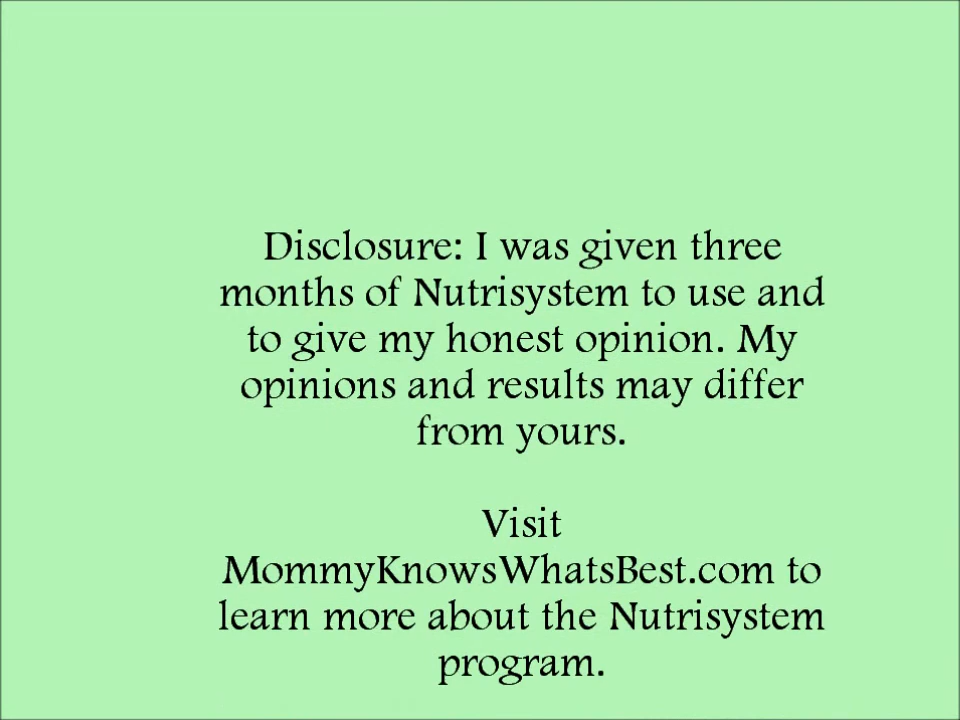 Disclosure: I was given three
months of Nutrisystem to use and
to give my honest opinion. My
opinions and results may differ
from yours.
Visit
MommyKnowsWhatsBest.com to
learn more about the Nutrisystem
program.